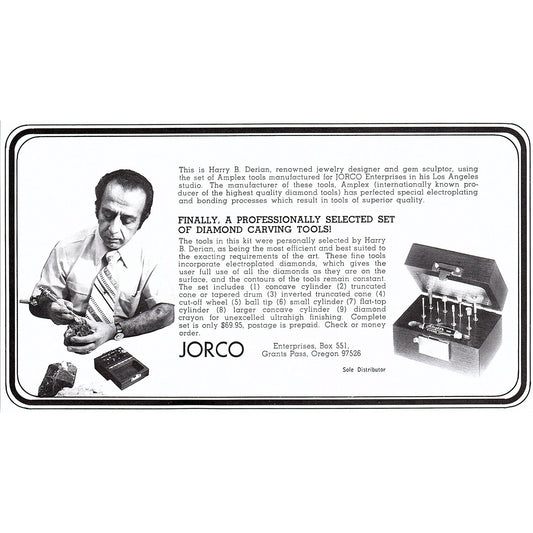 This is Harry B. Derian, renowned jewelry designer and gem sculptor, using
the set of Amplex tools manufactured for JORCO Enterprises in his Los Angeles
studio. The manufacturer of these tools, Amplex (internationally known pro-
ducer of the highest quality diamond tools) has perfected special electroplating
and bonding processes which result in tools of superior quality.
FINALLY, A PROFESSIONALLY SELECTED SET
OF DIAMOND CARVING TOOLS!
The tools in this kit were personally selected by Harry
B. Derian, as being the most efficient and best suited to
the exacting requirements of the art. These fine tools
incorporate electroplated diamonds, which gives the
user full use of all the diamonds as they are on the
surface, and the contours of the tools remain constant.
The set includes (1) concave cylinder (2) truncated
cone or tapered drum (3) inverted truncated cone (4)
cut-off wheel (5) ball tip (6) small cylinder (7) flat-top
cylinder (8) larger concave cylinder (9) diamond
crayon for unexcelled ultrahigh finishing. Complete
set is only $69.95, postage is prepaid. Check or money
order.
JORCO Enterprises, Box 551,
Grants Pass, Oregon 97526
Sole Distributor